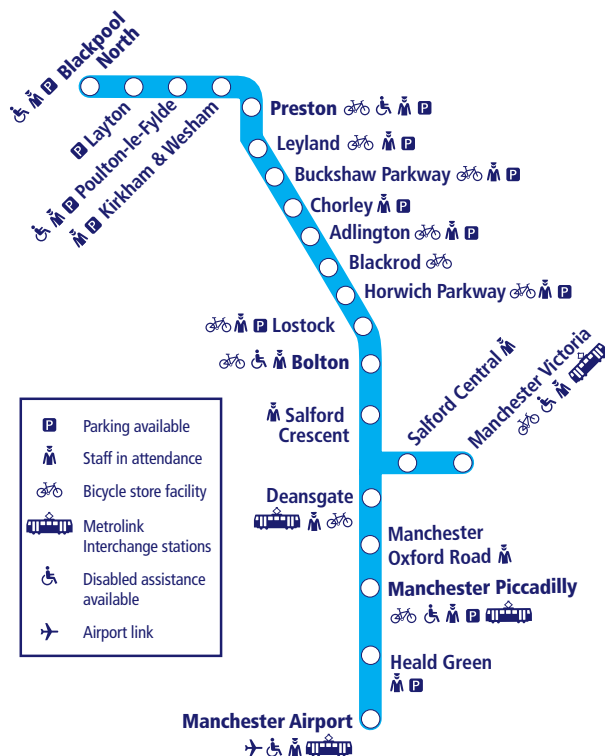 Blackpool
North
P Layton
P Poulton-le-Fylde
P Kirkham & Wesham
Preston P
Leyland P
Buckshaw Parkway P
Chorley P
Adlington P
Blackrod
Horwich Parkway P
P Lostock
Bolton
Salford
Crescent
Salford Central
Manchester Victoria
Deansgate
Manchester
Oxford Road
Manchester Piccadilly
P
Heald Green
P
Manchester Airport
P Parking available
Staff in attendance
Bicycle store facility
Metrolink
Interchange stations
Disabled assistance
available
Airport link